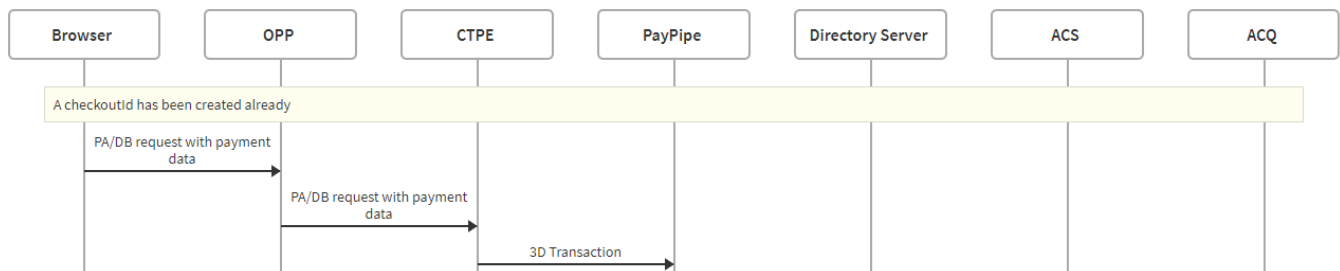 Browser
OPP
CTPE
PayPipe
Directory Server
ACS
ACQ
A checkoutId has been created already
PA/DB request with payment
data
PA/DB request with payment
data
3D Transaction